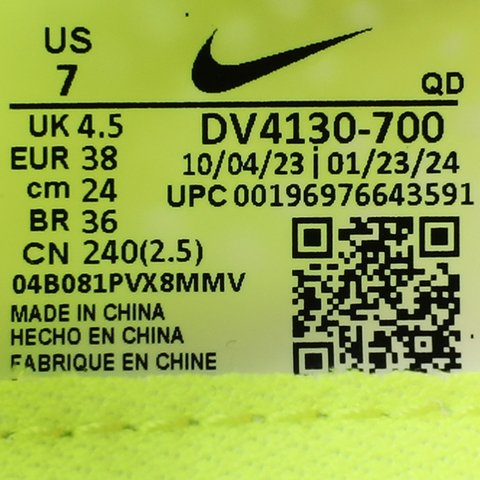 US
7
QD
UK 4.5
EUR 38
cm 24
BR 36
CN 240(2.5)
DV4130-700
10/04/23 | 01/23/24
UPC 00196976643591
04B081PVX8MMV
MADE IN CHINA
HECHO EN CHINA
FABRIQUE EN CHINE